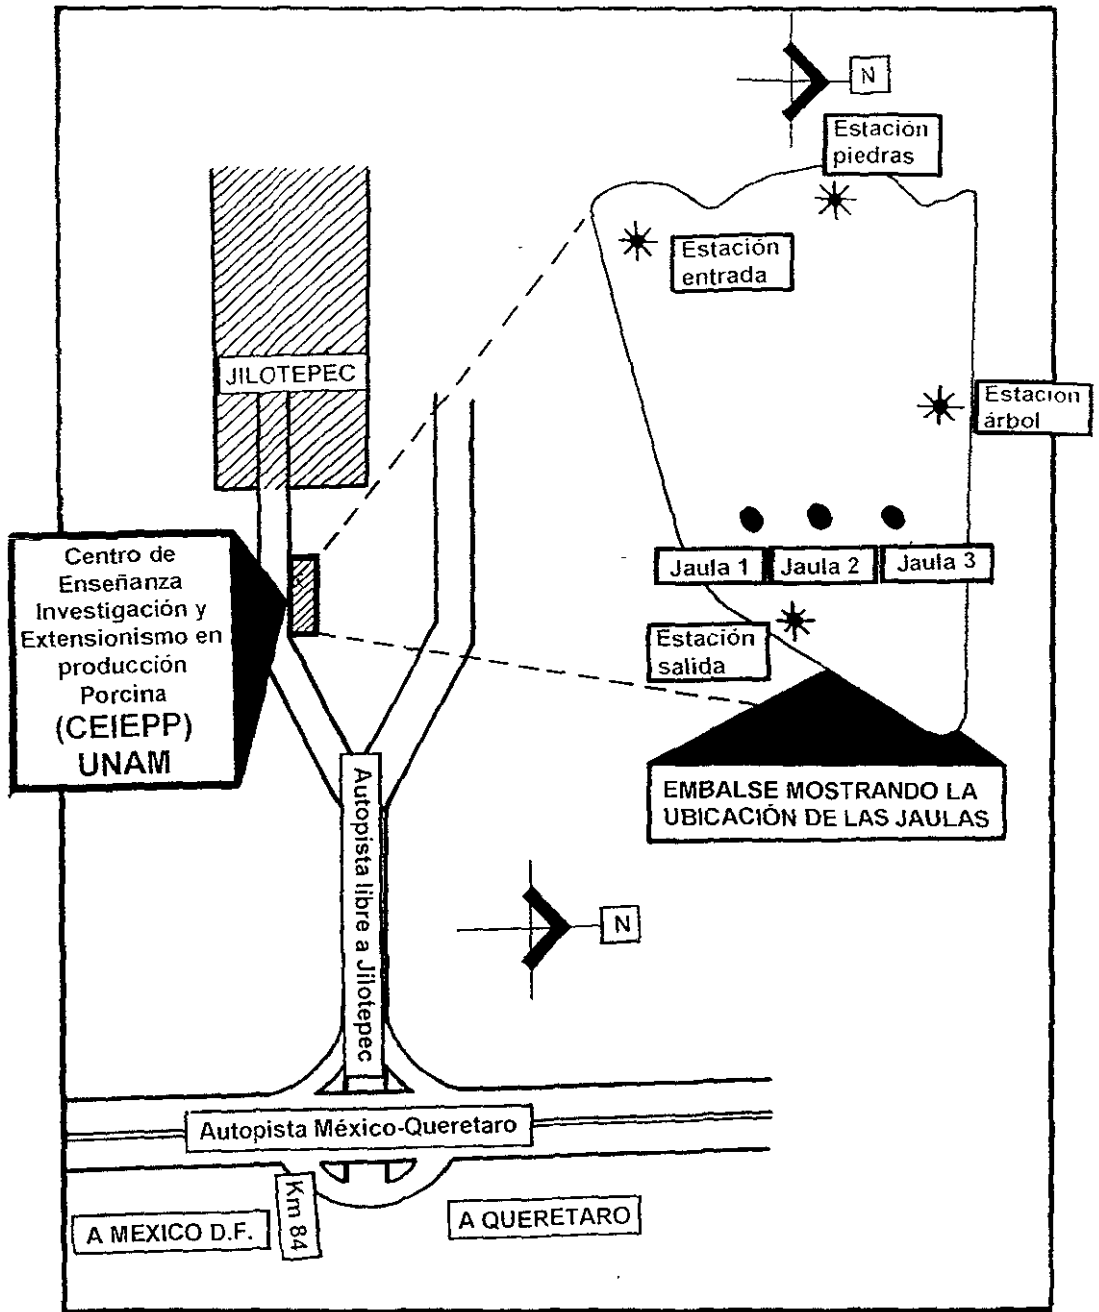 N
Estación
piedras
Estación
entrada
JILOTEPEC
Estación
árbol
Centro de
Enseñanza
Investigación y
Extensionismo en
producción
Porcina
(CEIEPP)
UNAM
Jaula 1
Jaula 2
Jaula 3
Estación
salida
EMBALSE MOSTRANDO LA
UBICACIÓN DE LAS JAULAS
Autopista libre a Jilotepec
N
Autopista México-Queretaro
Km 84
A MEXICO D.F.
A QUERETARO